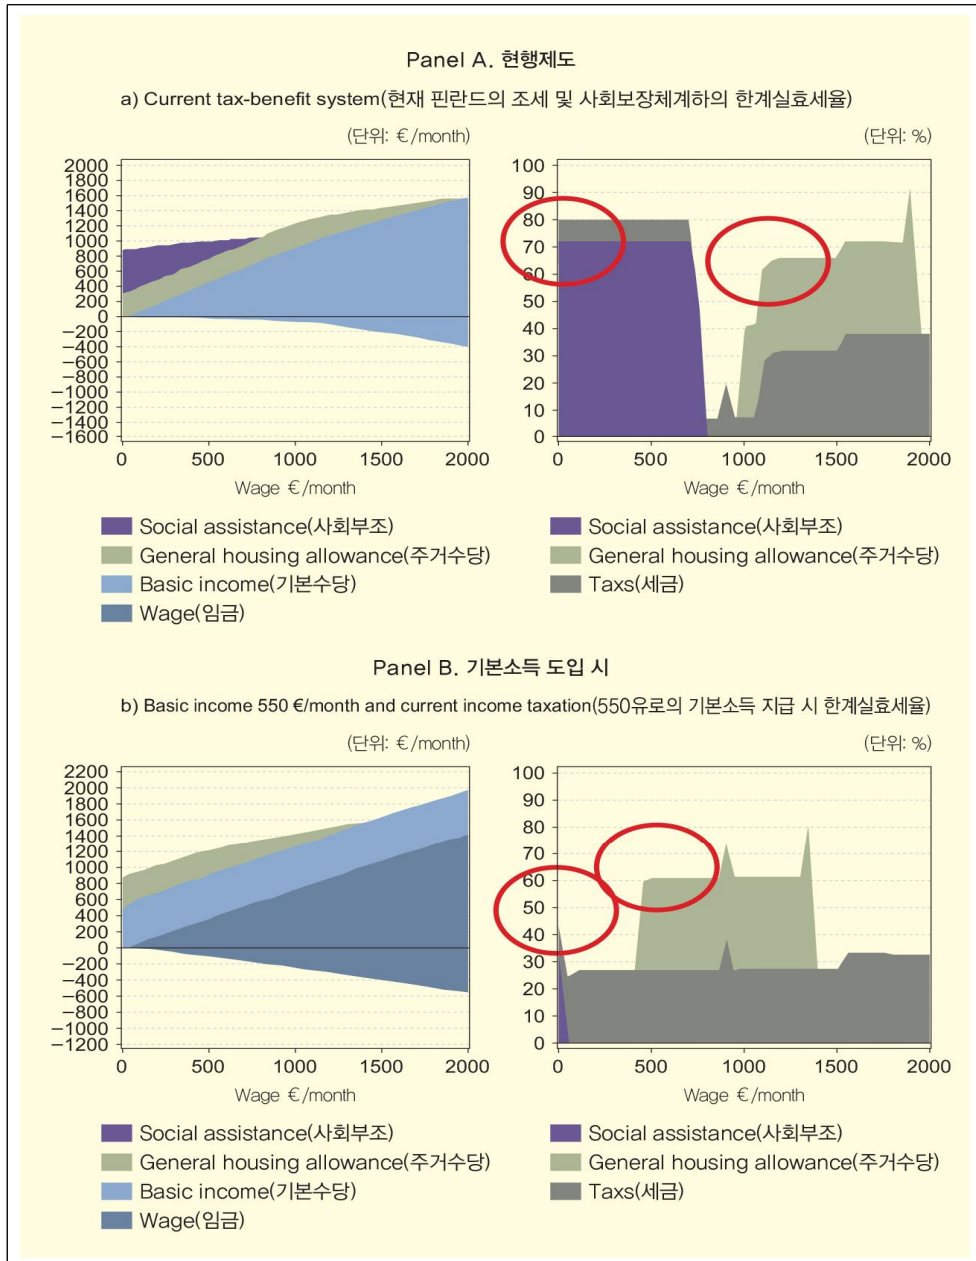 Panel A. 현행제도
a) Current tax-benefit system(현재 핀란드의 조세 및 사회보장체계하의 한계실효세율)
(단위: €/month)
2000
1800
1600
1400
1200
1000
800
600
400
200
0
−200
−400
−600
−800
−1000
−1200
−1400
−1600
0 500 1000 1500 2000
Wage €/month
Social assistance(사회부조)
General housing allowance(주거수당)
Basic income(기본수당)
Wage(임금)
(단위: %)
100
90
80
70
60
50
40
30
20
10
0
0 500 1000 1500 2000
Wage €/month
Social assistance(사회부조)
General housing allowance(주거수당)
Taxs(세금)
Panel B. 기본소득 도입 시
b) Basic income 550 €/month and current income taxation(550유로의 기본소득 지급 시 한계실효세율)
(단위: €/month)
2200
2000
1800
1600
1400
1200
1000
800
600
400
200
0
−200
−400
−600
−800
−1000
−1200
0 500 1000 1500 2000
Wage €/month
Social assistance(사회부조)
General housing allowance(주거수당)
Basic income(기본수당)
Wage(임금)
(단위: %)
100
90
80
70
60
50
40
30
20
10
0
0 500 1000 1500 2000
Wage €/month
Social assistance(사회부조)
General housing allowance(주거수당)
Taxs(세금)